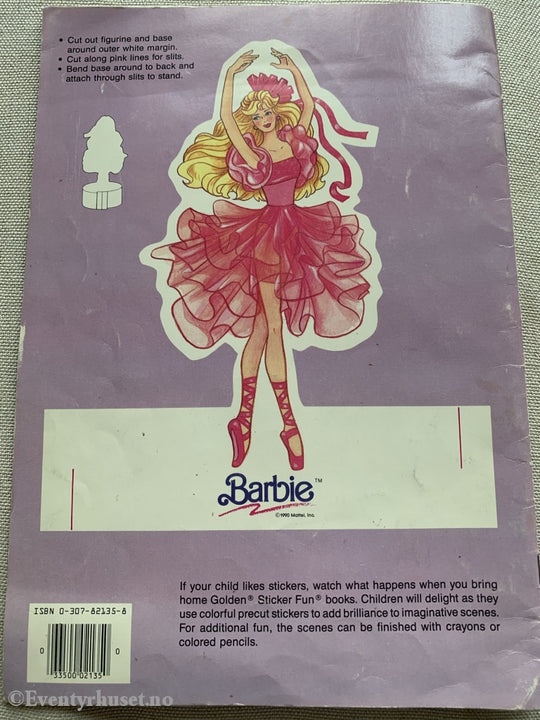 • Cut out figurine and base
around outer white margin.
• Cut along pink lines for slits.
• Bend base around to back and
attach through slits to stand.
Barbie™
©1990 Mattel, Inc.
If your child likes stickers, watch what happens when you bring
home Golden® Sticker Fun® books. Children will delight as they
use colorful precut stickers to add brilliance to imaginative scenes.
For additional fun, the scenes can be finished with crayons or
colored pencils.
ISBN 0-307-82135-8
0 33500 02135 0
©Eventyrhuset.no